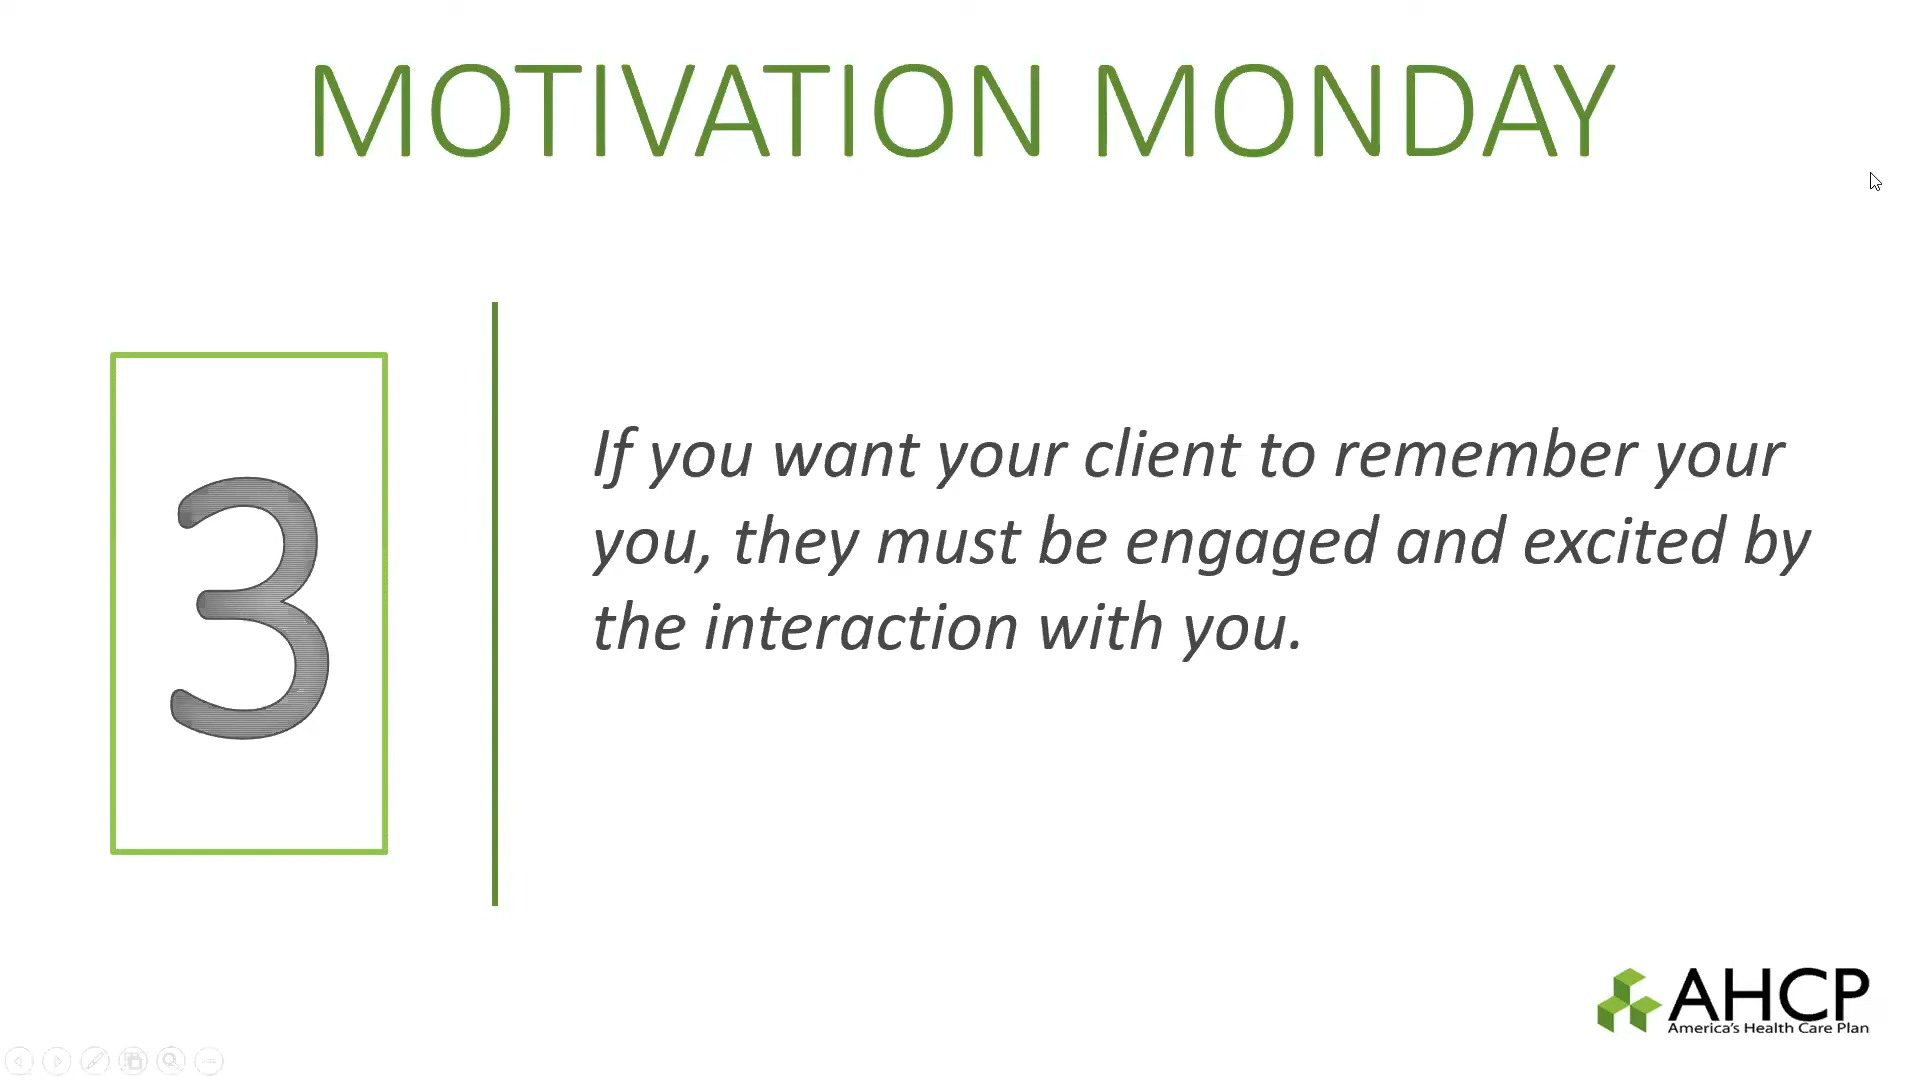 MOTIVATION MONDAY
3
If you want your client to remember your
you, they must be engaged and excited by
the interaction with you.
AHCP
America's Health Care Plan